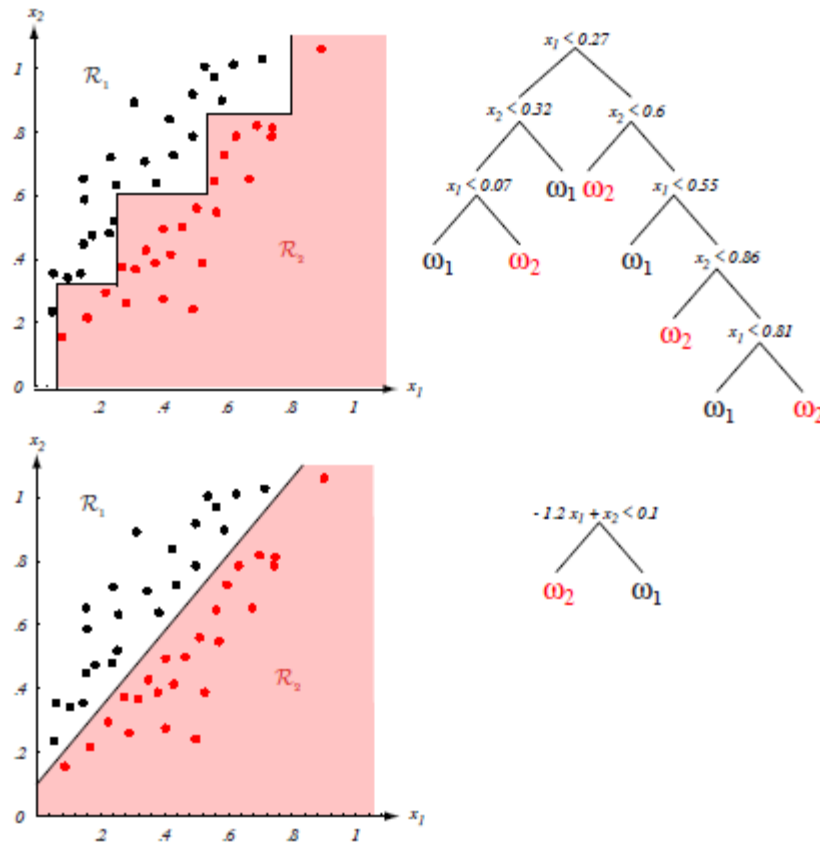 x₂
1
.8
.6
.4
.2
0
.2
.4
.6
.8
1
x₁
ℛ₁
ℛ₂
x₁ < 0.27
x₂ < 0.32
x₂ < 0.6
x₁ < 0.07
ω₁
ω₂
x₁ < 0.55
ω₁
ω₂
ω₁
x₂ < 0.86
ω₂
x₁ < 0.81
ω₁
ω₂
x₂
1
.8
.6
.4
.2
0
.2
.4
.6
.8
1
x₁
ℛ₁
ℛ₂
- 1.2 x₁ + x₂ < 0.1
ω₂
ω₁